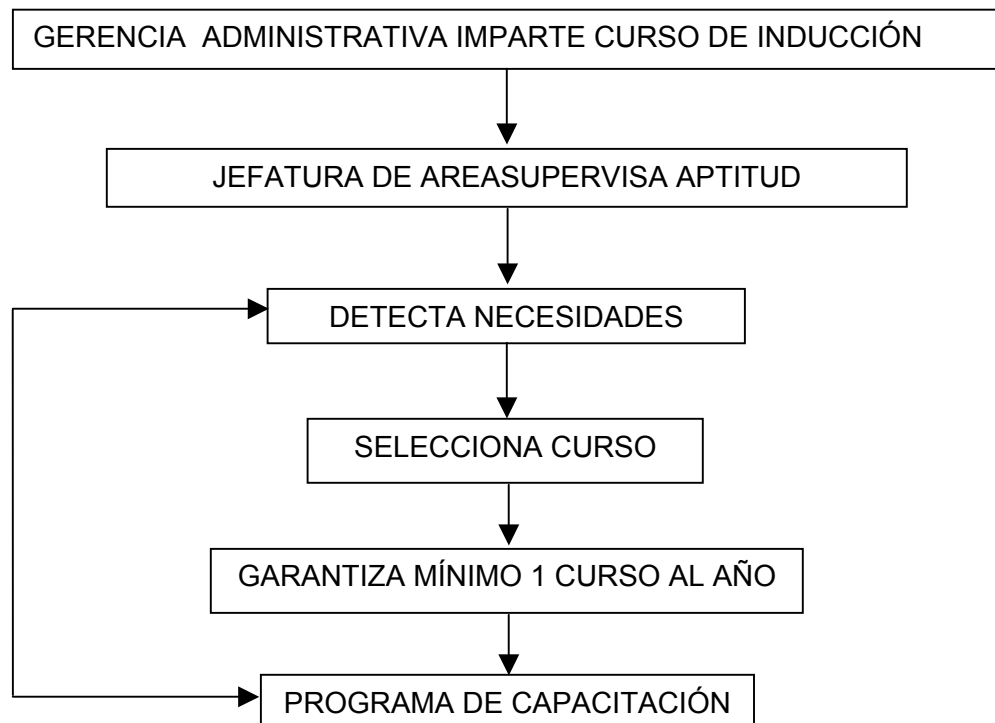 GERENCIA  ADMINISTRATIVA IMPARTE CURSO DE INDUCCIÓN
JEFATURA DE AREASUPERVISA APTITUD
DETECTA NECESIDADES
SELECCIONA CURSO
GARANTIZA MÍNIMO 1 CURSO AL AÑO
PROGRAMA DE CAPACITACIÓN